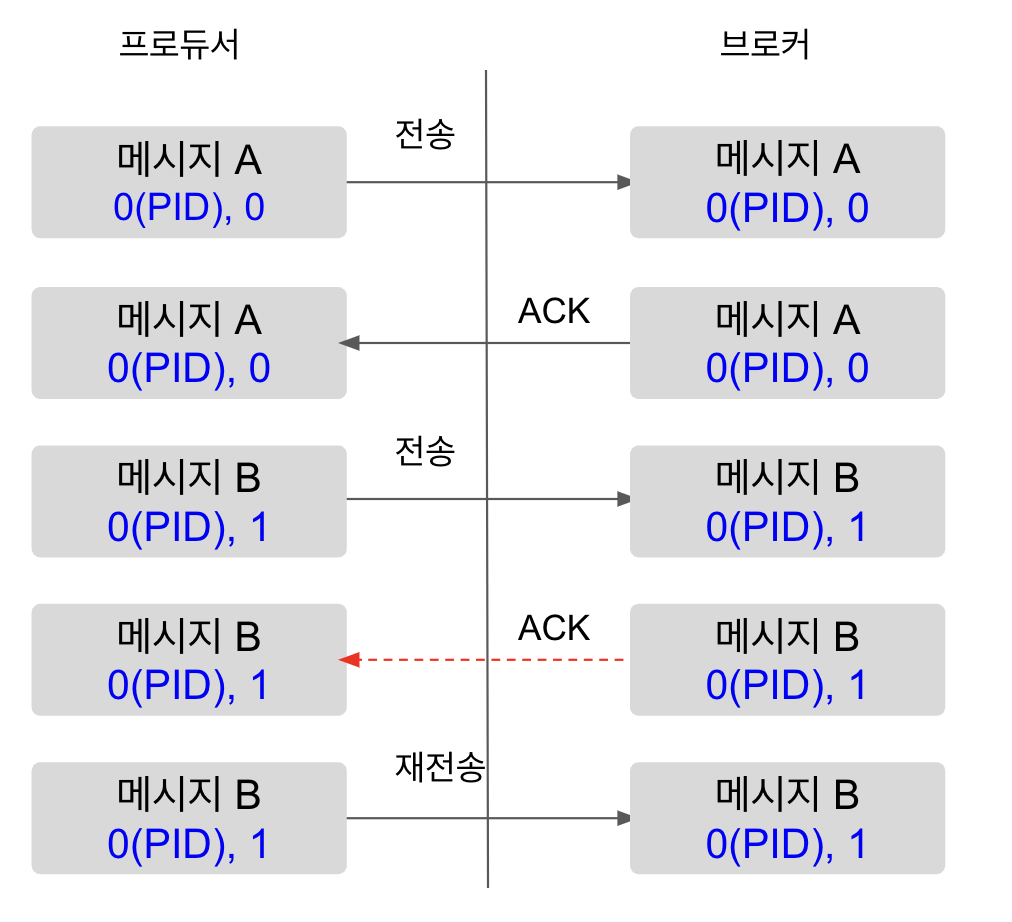 프로듀서
브로커
전송
메시지 A
0(PID), 0
메시지 A
0(PID), 0
ACK
메시지 A
0(PID), 0
메시지 A
0(PID), 0
전송
메시지 B
0(PID), 1
메시지 B
0(PID), 1
ACK
메시지 B
0(PID), 1
메시지 B
0(PID), 1
재전송
메시지 B
0(PID), 1
메시지 B
0(PID), 1